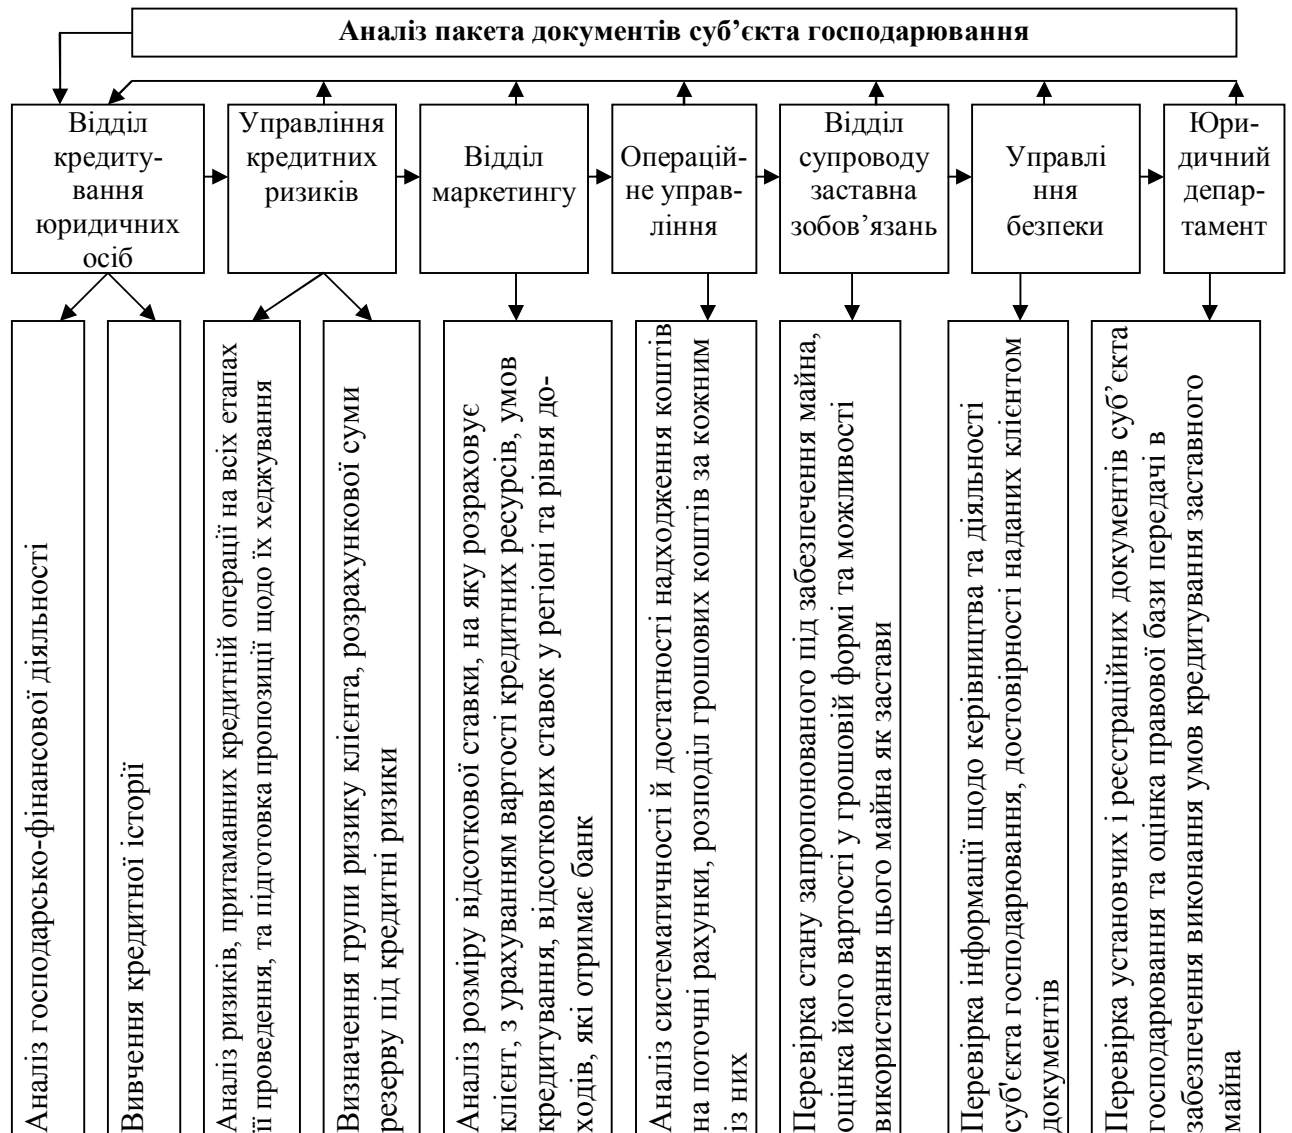 Аналіз пакета документів суб’єкта господарювання
Відділ
кредиту-
вання
юридичних
осіб
Управління
кредитних
ризиків
Відділ
маркетингу
Операцій-
не управ-
ління
Відділ
супроводу
заставна
зобов’язань
Управлі
ння
безпеки
Юри-
дичний
депар-
тамент
Аналіз господарсько-фінансової діяльності
Вивчення кредитної історії
Аналіз ризиків, притаманних кредитній операції на всіх етапах
її проведення, та підготовка пропозиції щодо їх хеджування
Визначення групи ризику клієнта, розрахункової суми
резерву під кредитні ризики
Аналіз розміру відсоткової ставки, на яку розраховує
клієнт, з урахуванням вартості кредитних ресурсів, умов
кредитування, відсоткових ставок у регіоні та рівня до-
ходів, які отримає банк
Аналіз систематичності й достатності надходження коштів
на поточні рахунки, розподіл грошових коштів за кожним
із них
Перевірка стану запропонованого під забезпечення майна,
оцінка його вартості у грошовій формі та можливості
використання цього майна як застави
Перевірка інформації щодо керівництва та діяльності
суб'єкта господарювання, достовірності наданих клієнтом
документів
Перевірка установчих і реєстраційних документів суб’єкта
господарювання та оцінка правової бази передачі в
забезпечення виконання умов кредитування заставного
майна